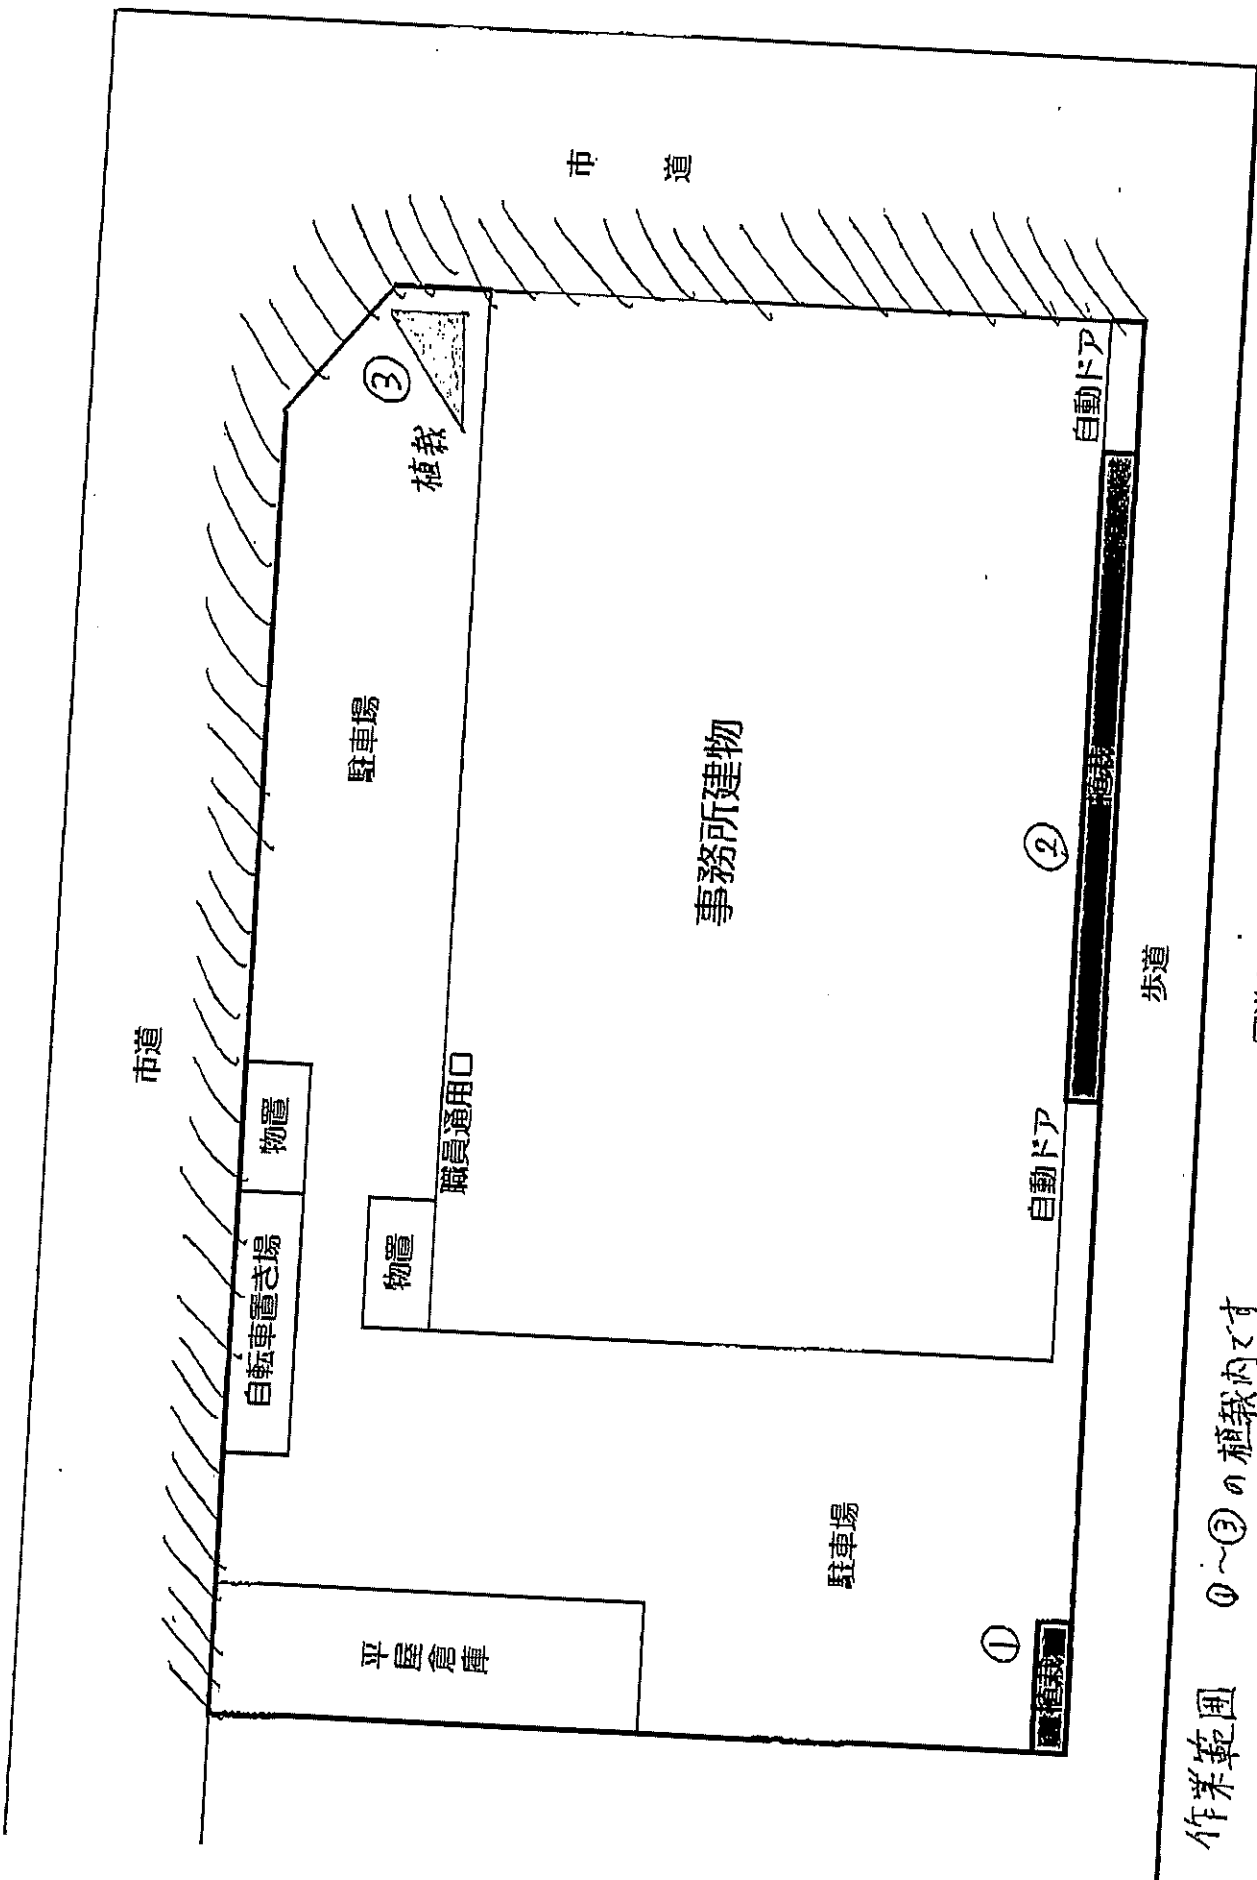 市道
市道
物置
自転車置き場
駐車場
③
植栽
物置
職員通用口
平屋倉庫
事務所建物
駐車場
自動ドア
②
植栽
自動ドア
①
植栽
歩道
作業範囲 ①～③の植栽内です